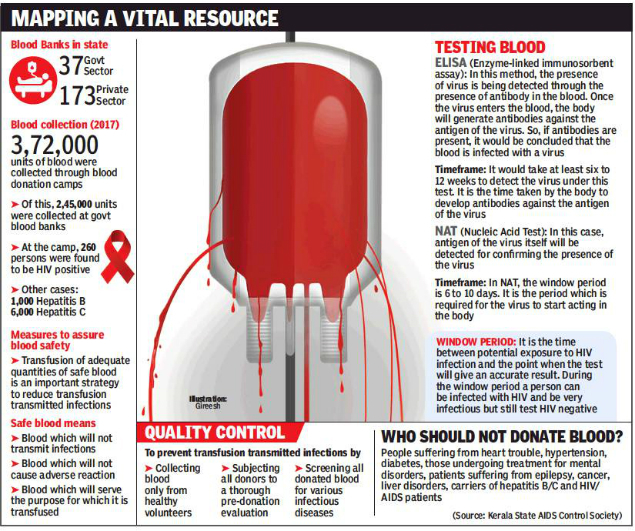 MAPPING A VITAL RESOURCE
Blood Banks in state
37 Govt
Sector
173 Private
Sector
Blood collection (2017)
3,72,000
units of blood were
collected through blood
donation camps
➤ Of this, 2,45,000 units
were collected at govt
blood banks
➤ At the camp, 260
persons were found
to be HIV positive
➤ Other cases:
1,000 Hepatitis B
6,000 Hepatitis C
Measures to assure
blood safety
➤ Transfusion of adequate
quantities of safe blood
is an important strategy
to reduce transfusion
transmitted infections
Safe blood means
➤ Blood which will not
transmit infections
➤ Blood which will not
cause adverse reaction
➤ Blood which will serve
the purpose for which it is
transfused
Illustration:
Gireesh
TESTING BLOOD
ELISA (Enzyme-linked immunosorbent
assay): In this method, the presence
of virus is being detected through the
presence of antibody in the blood. Once
the virus enters the blood, the body
will generate antibodies against the
antigen of the virus. So, if antibodies are
present, it would be concluded that the
blood is infected with a virus
Timeframe: It would take at least six to
12 weeks to detect the virus under this
test. It is the time taken by the body to
develop antibodies against the antigen
of the virus
NAT (Nucleic Acid Test): In this case,
antigen of the virus itself will be
detected for confirming the presence of
the virus
Timeframe: In NAT, the window period
is 6 to 10 days. It is the period which is
required for the virus to start acting in
the body
WINDOW PERIOD: It is the time
between potential exposure to HIV
infection and the point when the test
will give an accurate result. During
the window period a person can
be infected with HIV and be very
infectious but still test HIV negative
QUALITY CONTROL
To prevent transfusion transmitted infections by
➤ Collecting
blood
only from
healthy
volunteers
➤ Subjecting
all donors to
a thorough
pre-donation
evaluation
➤ Screening all
donated blood
for various
infectious
diseases
WHO SHOULD NOT DONATE BLOOD?
People suffering from heart trouble, hypertension,
diabetes, those undergoing treatment for mental
disorders, patients suffering from epilepsy, cancer,
liver disorders, carriers of hepatitis B/C and HIV/
AIDS patients
(Source: Kerala State AIDS Control Society)